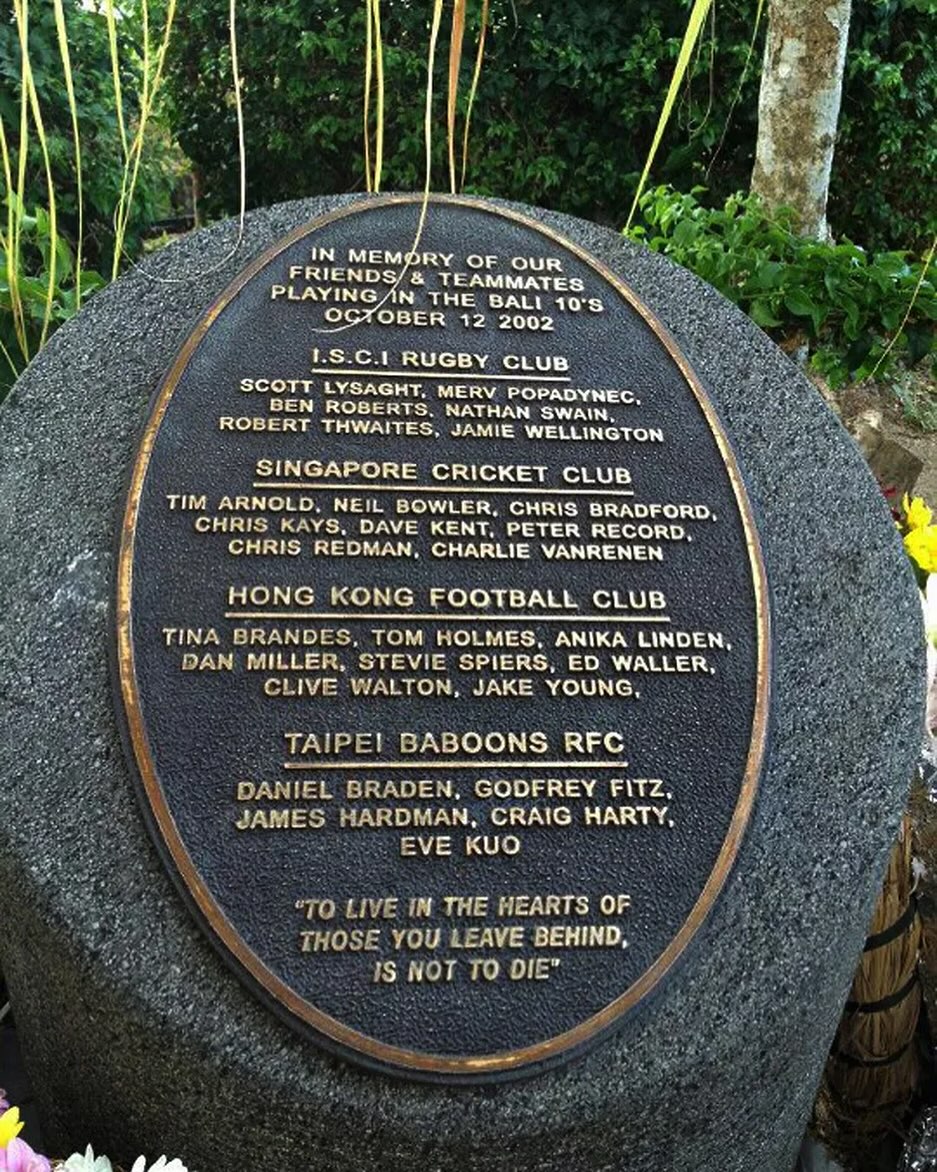 IN MEMORY OF OUR
FRIENDS & TEAMMATES
PLAYING IN THE BALI 10'S
OCTOBER 12 2002
I.S.C.I RUGBY CLUB
SCOTT LYSAGHT, MERV POPADYNEC,
BEN ROBERTS, NATHAN SWAIN,
ROBERT THWAITES, JAMIE WELLINGTON
SINGAPORE CRICKET CLUB
TIM ARNOLD, NEIL BOWLER, CHRIS BRADFORD,
CHRIS KAYS, DAVE KENT, PETER RECORD,
CHRIS REDMAN, CHARLIE VANRENEN
HONG KONG FOOTBALL CLUB
TINA BRANDES, TOM HOLMES, ANIKA LINDEN,
DAN MILLER, STEVIE SPIERS, ED WALLER,
CLIVE WALTON, JAKE YOUNG,
TAIPEI BABOONS RFC
DANIEL BRADEN, GODFREY FITZ,
JAMES HARDMAN, CRAIG HARTY,
EVE KUO
"TO LIVE IN THE HEARTS OF
THOSE YOU LEAVE BEHIND,
IS NOT TO DIE"